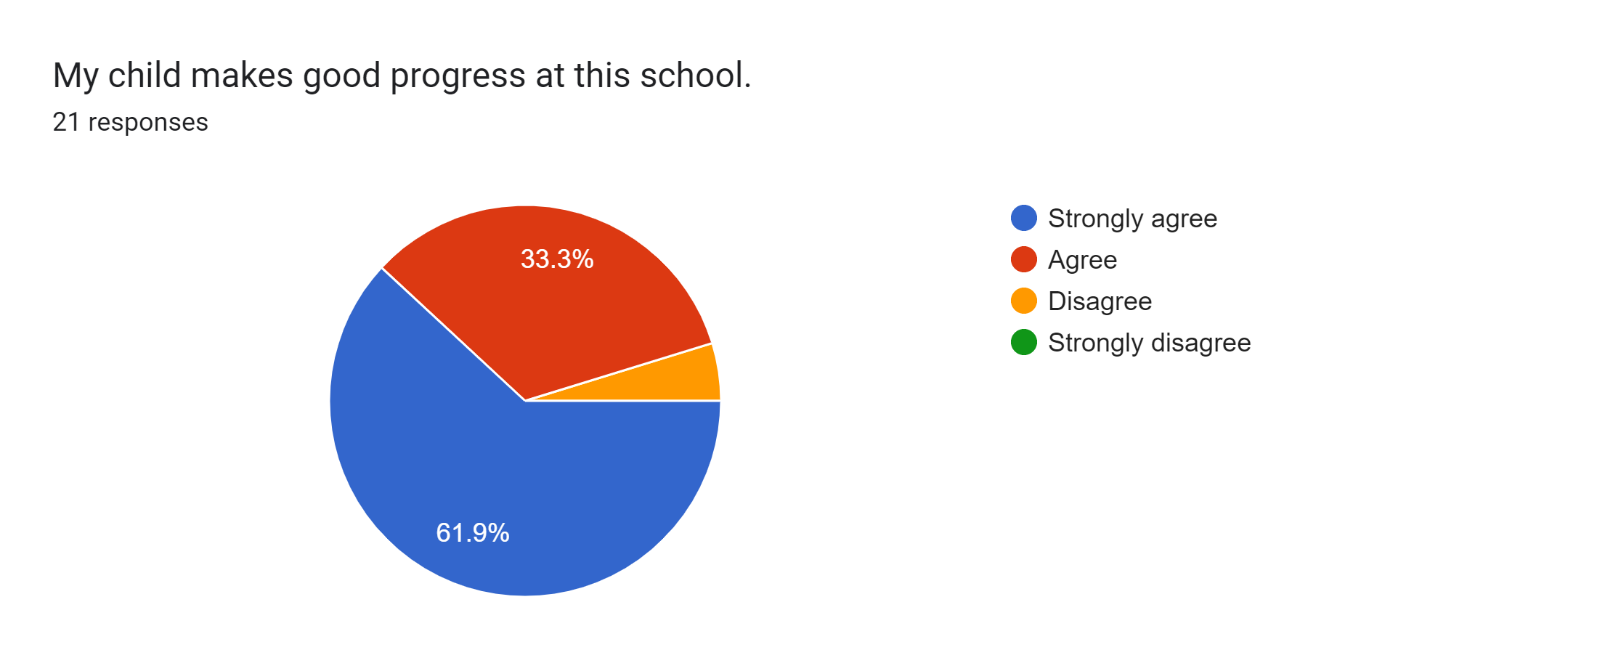 My child makes good progress at this school.
21 responses
33.3%
61.9%
Strongly agree
Agree
Disagree
Strongly disagree